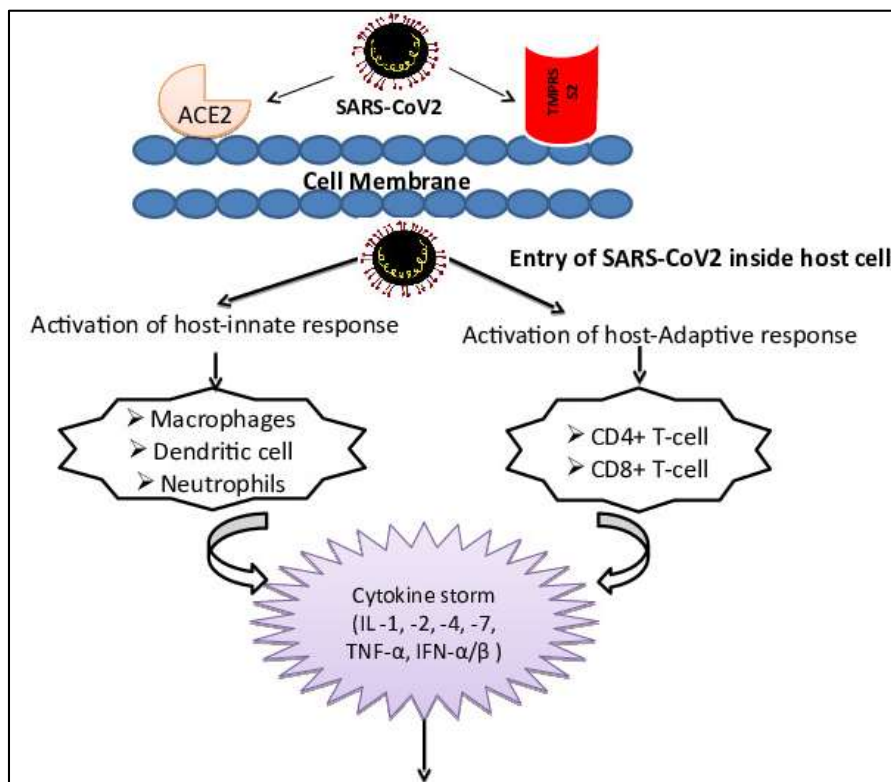 SARS-CoV2
ACE2
TMPRS
S2
Cell Membrane
Entry of SARS-CoV2 inside host cell
Activation of host-innate response
Activation of host-Adaptive response
➢ Macrophages
➢ Dendritic cell
➢ Neutrophils
➢ CD4+ T-cell
➢ CD8+ T-cell
Cytokine storm
(IL -1, -2, -4, -7,
TNF-α, IFN-α/β )